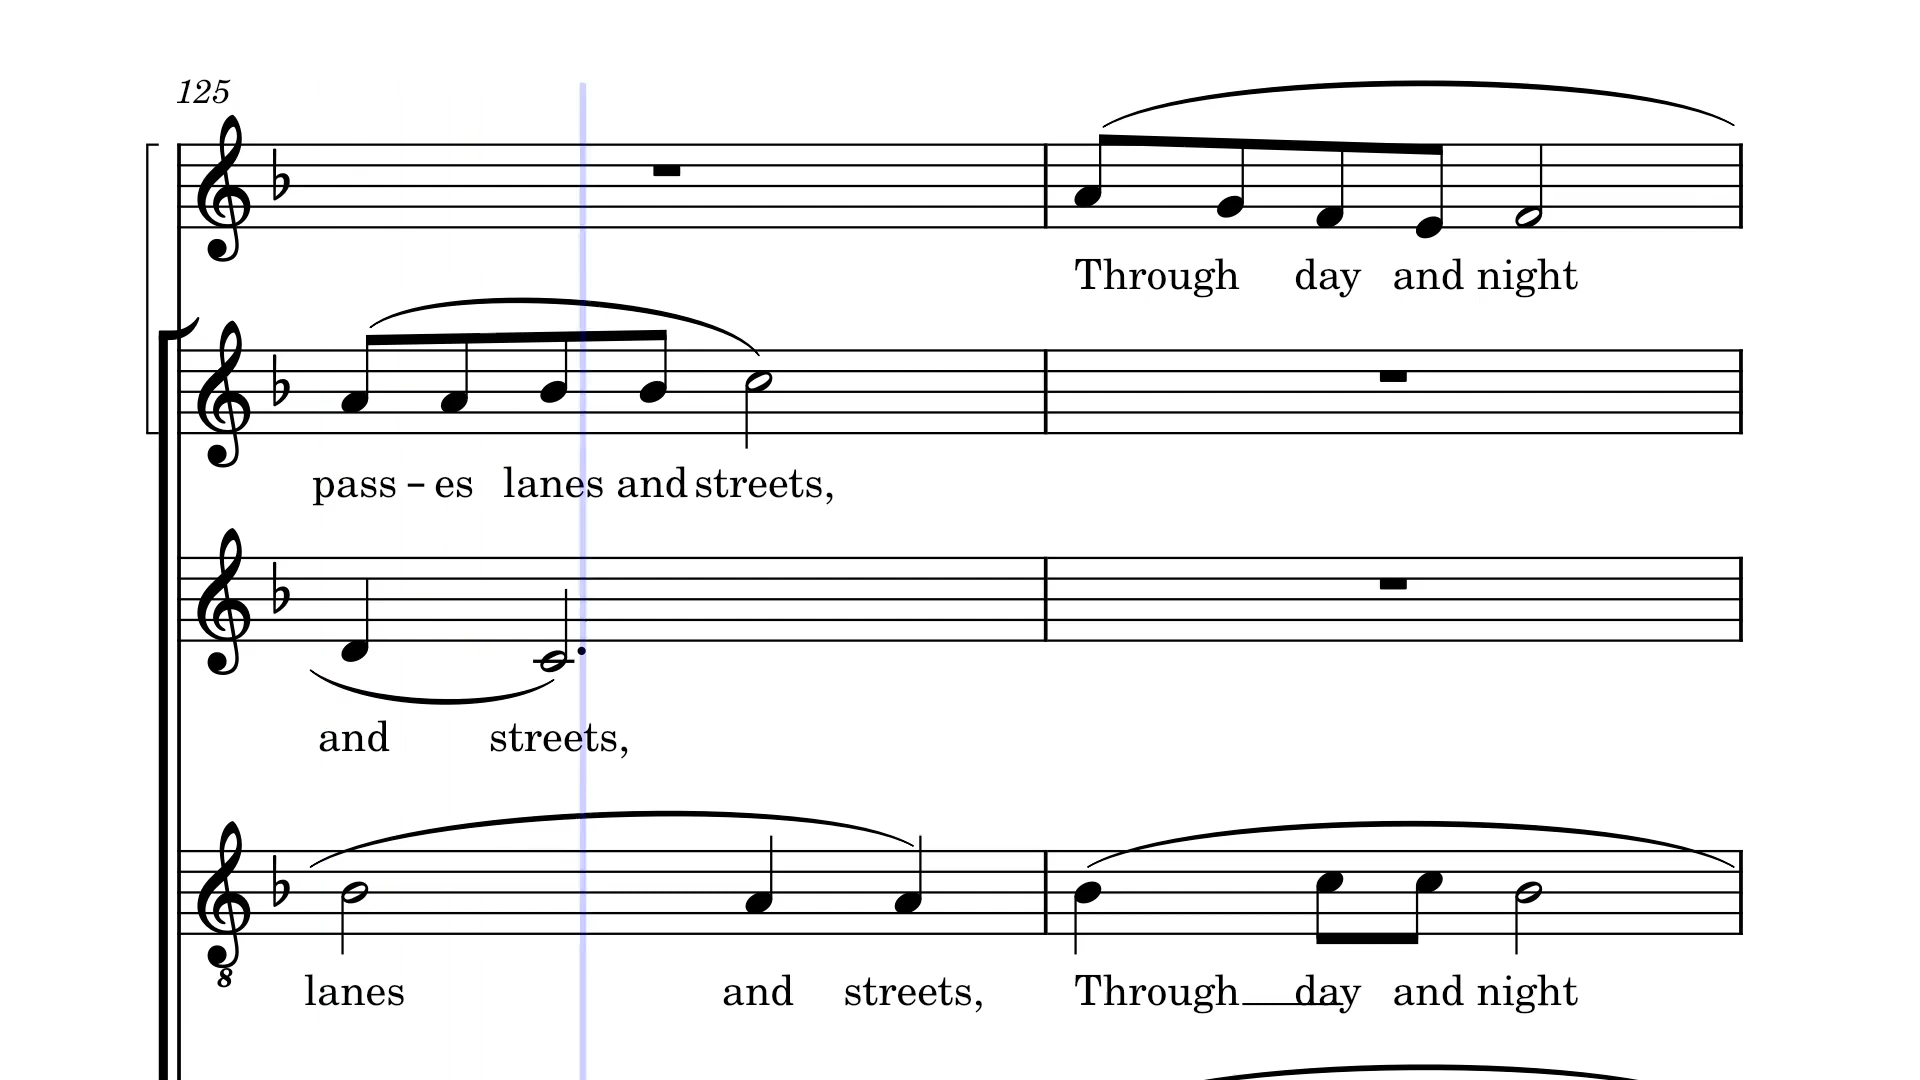 125
Through day and night
pass - es lanes and streets,
and streets,
8
lanes and streets, Through day and night